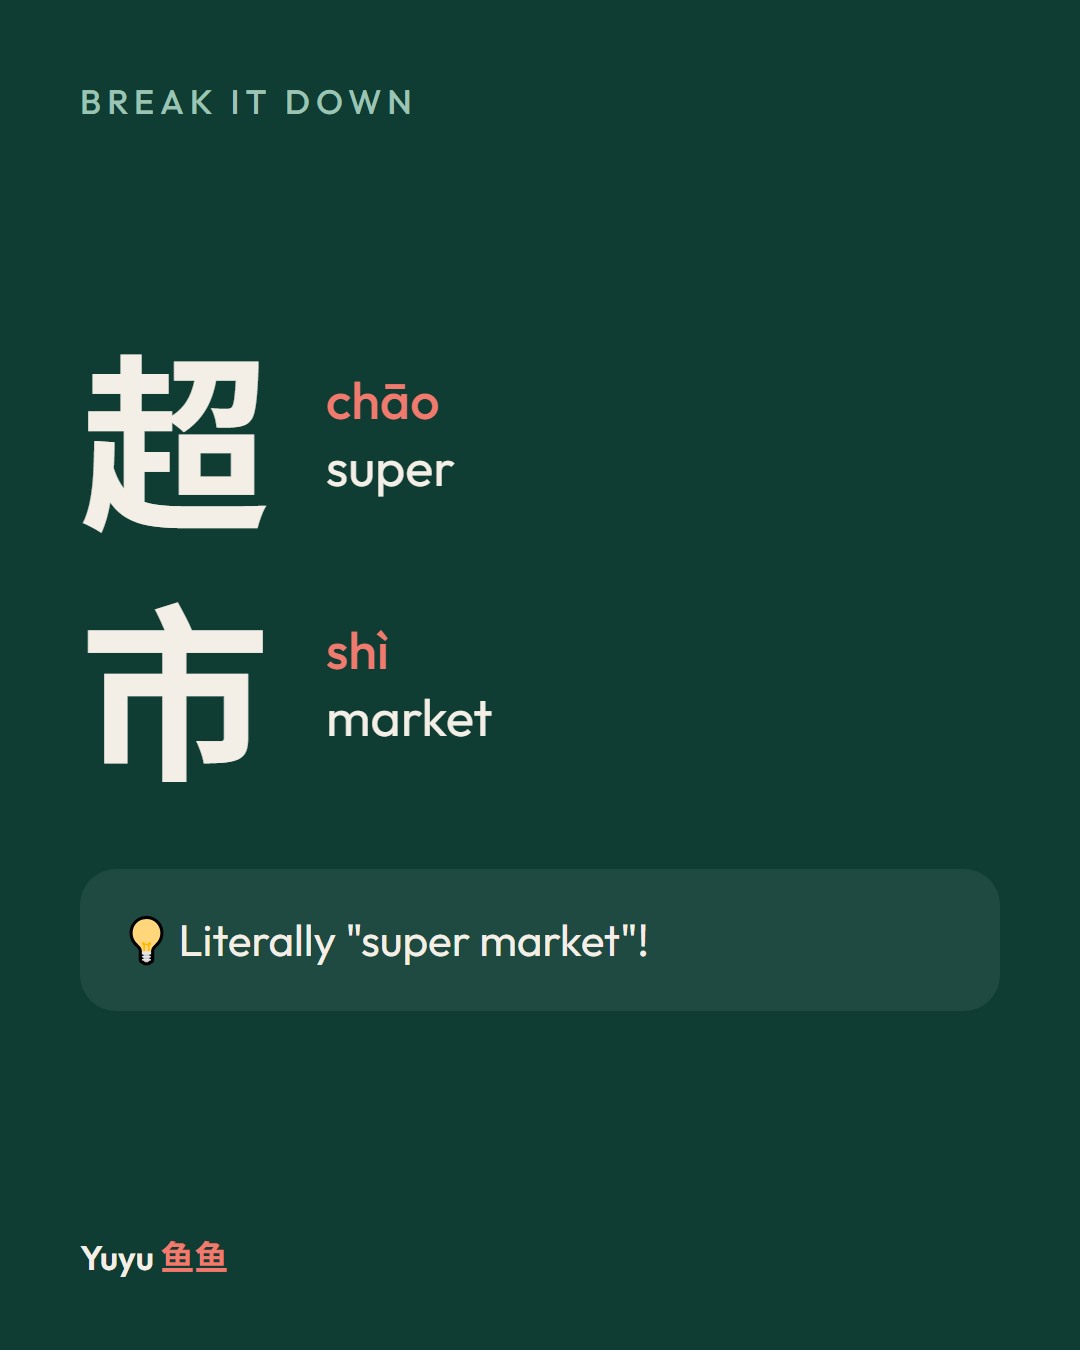 BREAK IT DOWN
超
chāo
super
市
shì
market
💡 Literally "super market"!
Yuyu 鱼鱼